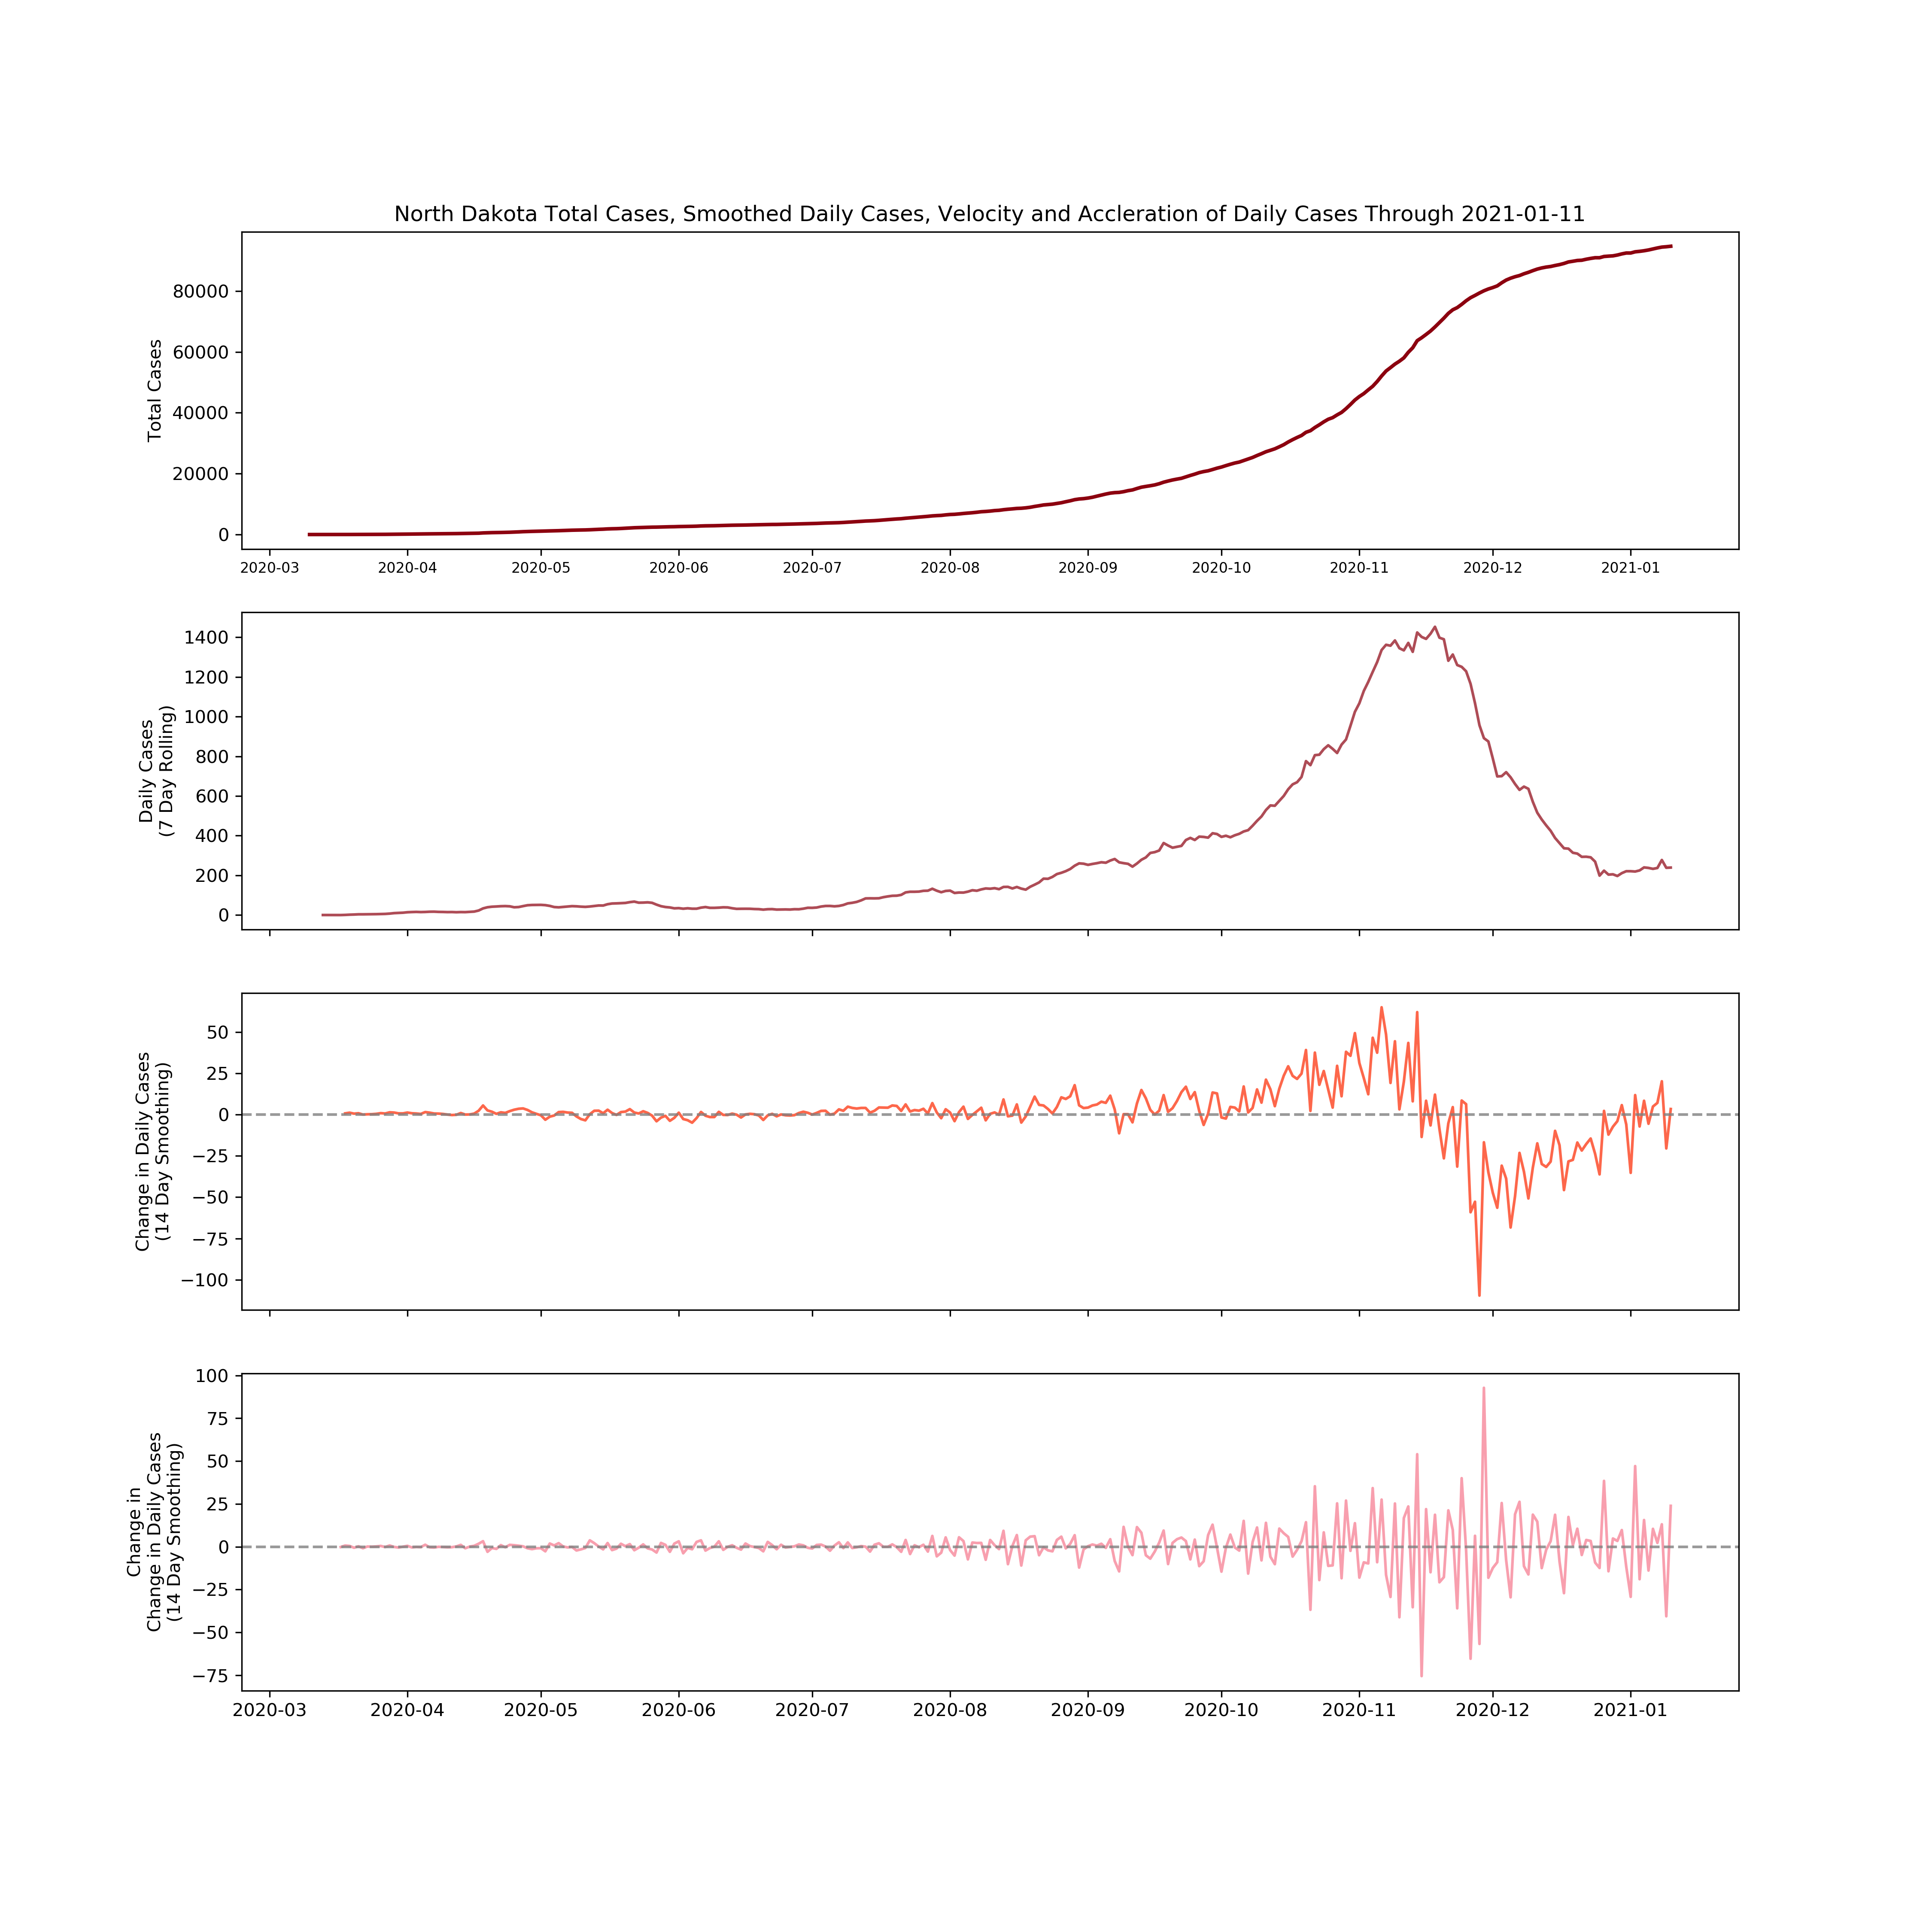 North Dakota Total Cases, Smoothed Daily Cases, Velocity and Accleration of Daily Cases Through 2021-01-11
Total Cases
80000
60000
40000
20000
0
2020-03 2020-04 2020-05 2020-06 2020-07 2020-08 2020-09 2020-10 2020-11 2020-12 2021-01
Daily Cases
(7 Day Rolling)
1400
1200
1000
800
600
400
200
0
Change in Daily Cases
(14 Day Smoothing)
50
25
0
−25
−50
−75
−100
Change in
Change in Daily Cases
(14 Day Smoothing)
100
75
50
25
0
−25
−50
−75
2020-03 2020-04 2020-05 2020-06 2020-07 2020-08 2020-09 2020-10 2020-11 2020-12 2021-01